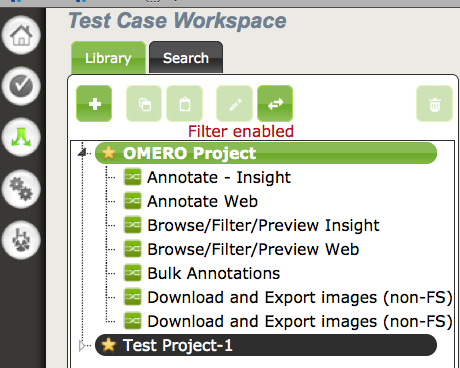 Test Case Workspace
Library
Search
Filter enabled
OMERO Project
Annotate - Insight
Annotate Web
Browse/Filter/Preview Insight
Browse/Filter/Preview Web
Bulk Annotations
Download and Export images (non-FS)
Download and Export images (non-FS)
Test Project-1